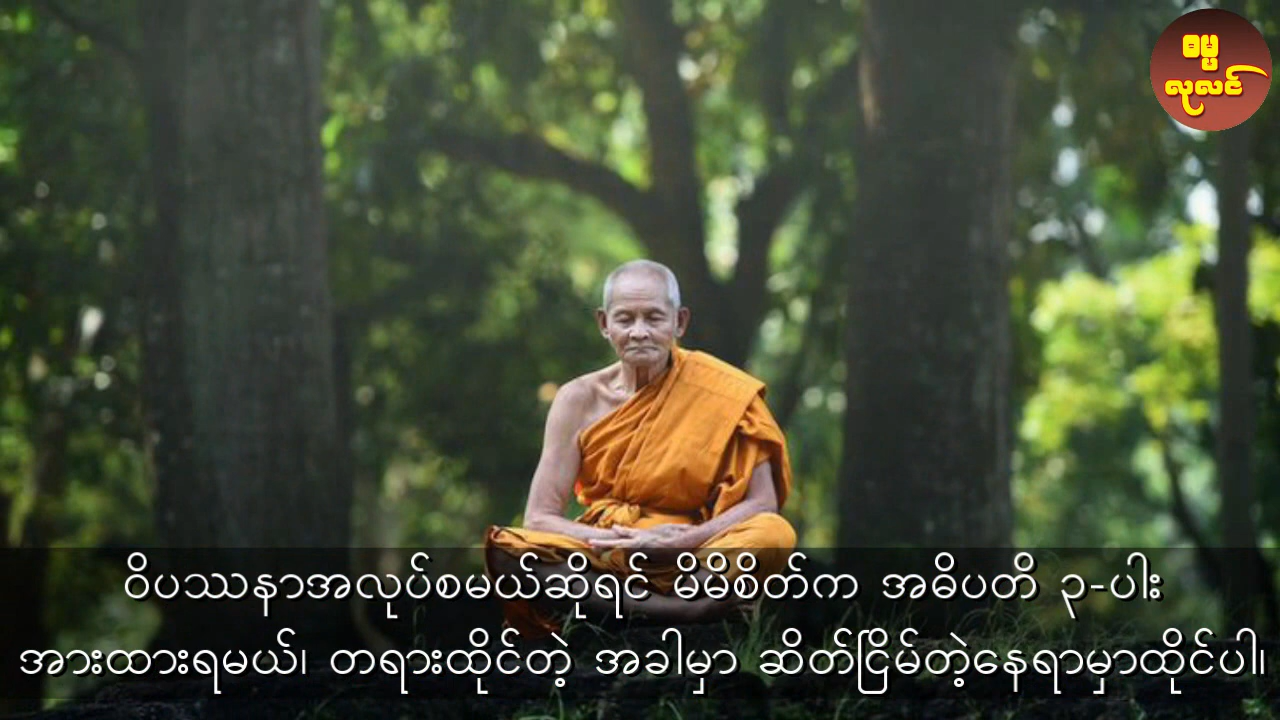 ဓမ္မ
လုလင်
ဝိပဿနာအလုပ်စမယ်ဆိုရင် မိမိစိတ်က အဓိပတိ ၃-ပါး
အားထားရမယ်၊ တရားထိုင်တဲ့ အခါမှာ ဆိတ်ငြိမ်တဲ့နေရာမှာထိုင်ပါ၊